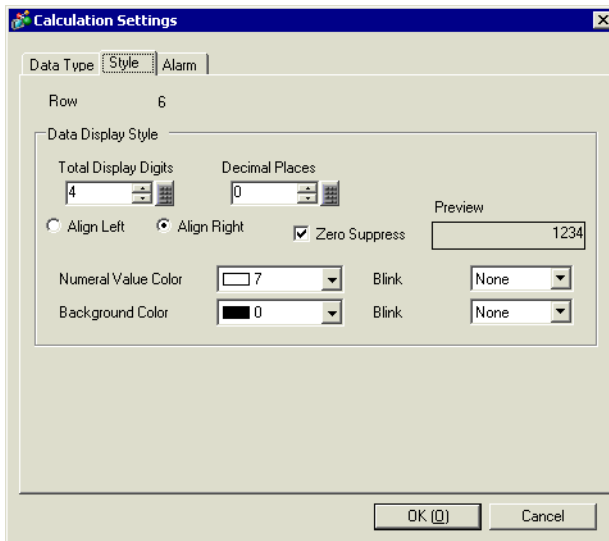 Calculation Settings
Data Type Style Alarm
Row 6
Data Display Style
Total Display Digits Decimal Places
4 0
Preview
Align Left Align Right Zero Suppress 1234
Numeral Value Color 7 Blink None
Background Color 0 Blink None
OK (O) Cancel